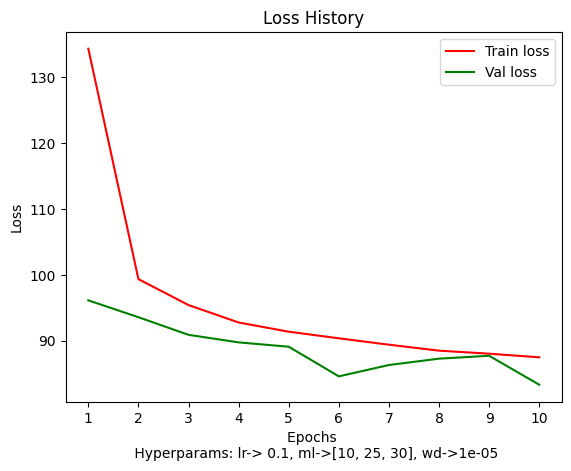 Loss History
Train loss
Val loss
Loss
130
120
110
100
90
1 2 3 4 5 6 7 8 9 10
Epochs
Hyperparams: lr-> 0.1, ml->[10, 25, 30], wd->1e-05